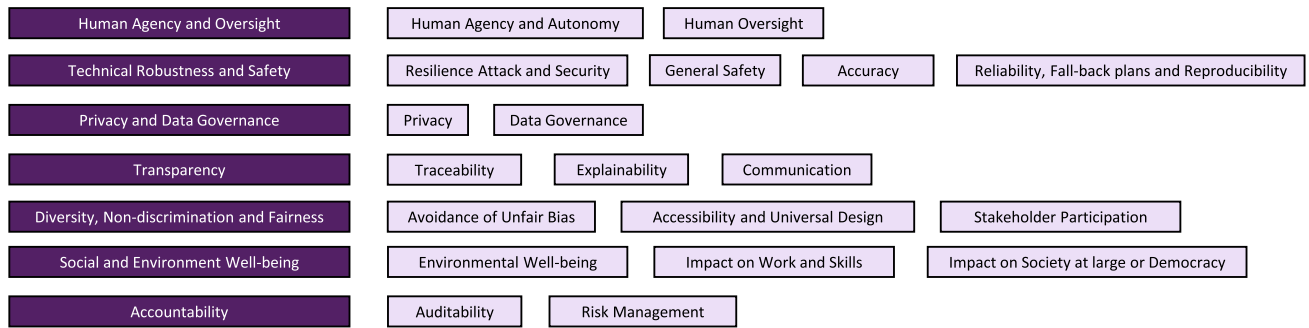 Human Agency and Oversight Human Agency and Autonomy Human Oversight
Technical Robustness and Safety Resilience Attack and Security General Safety Accuracy Reliability, Fall-back plans and Reproducibility
Privacy and Data Governance Privacy Data Governance
Transparency Traceability Explainability Communication
Diversity, Non-discrimination and Fairness Avoidance of Unfair Bias Accessibility and Universal Design Stakeholder Participation
Social and Environment Well-being Environmental Well-being Impact on Work and Skills Impact on Society at large or Democracy
Accountability Auditability Risk Management